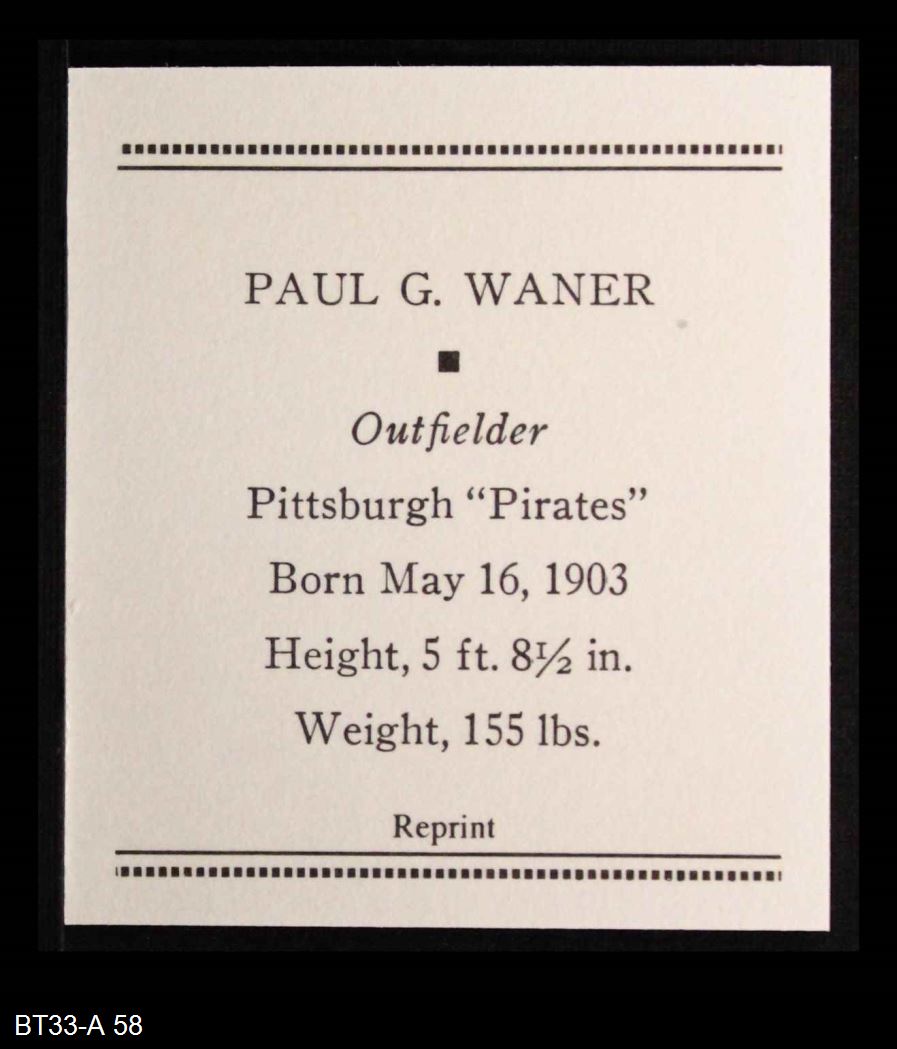 PAUL G. WANER
Outfielder
Pittsburgh “Pirates”
Born May 16, 1903
Height, 5 ft. 8½ in.
Weight, 155 lbs.
Reprint
BT33-A 58